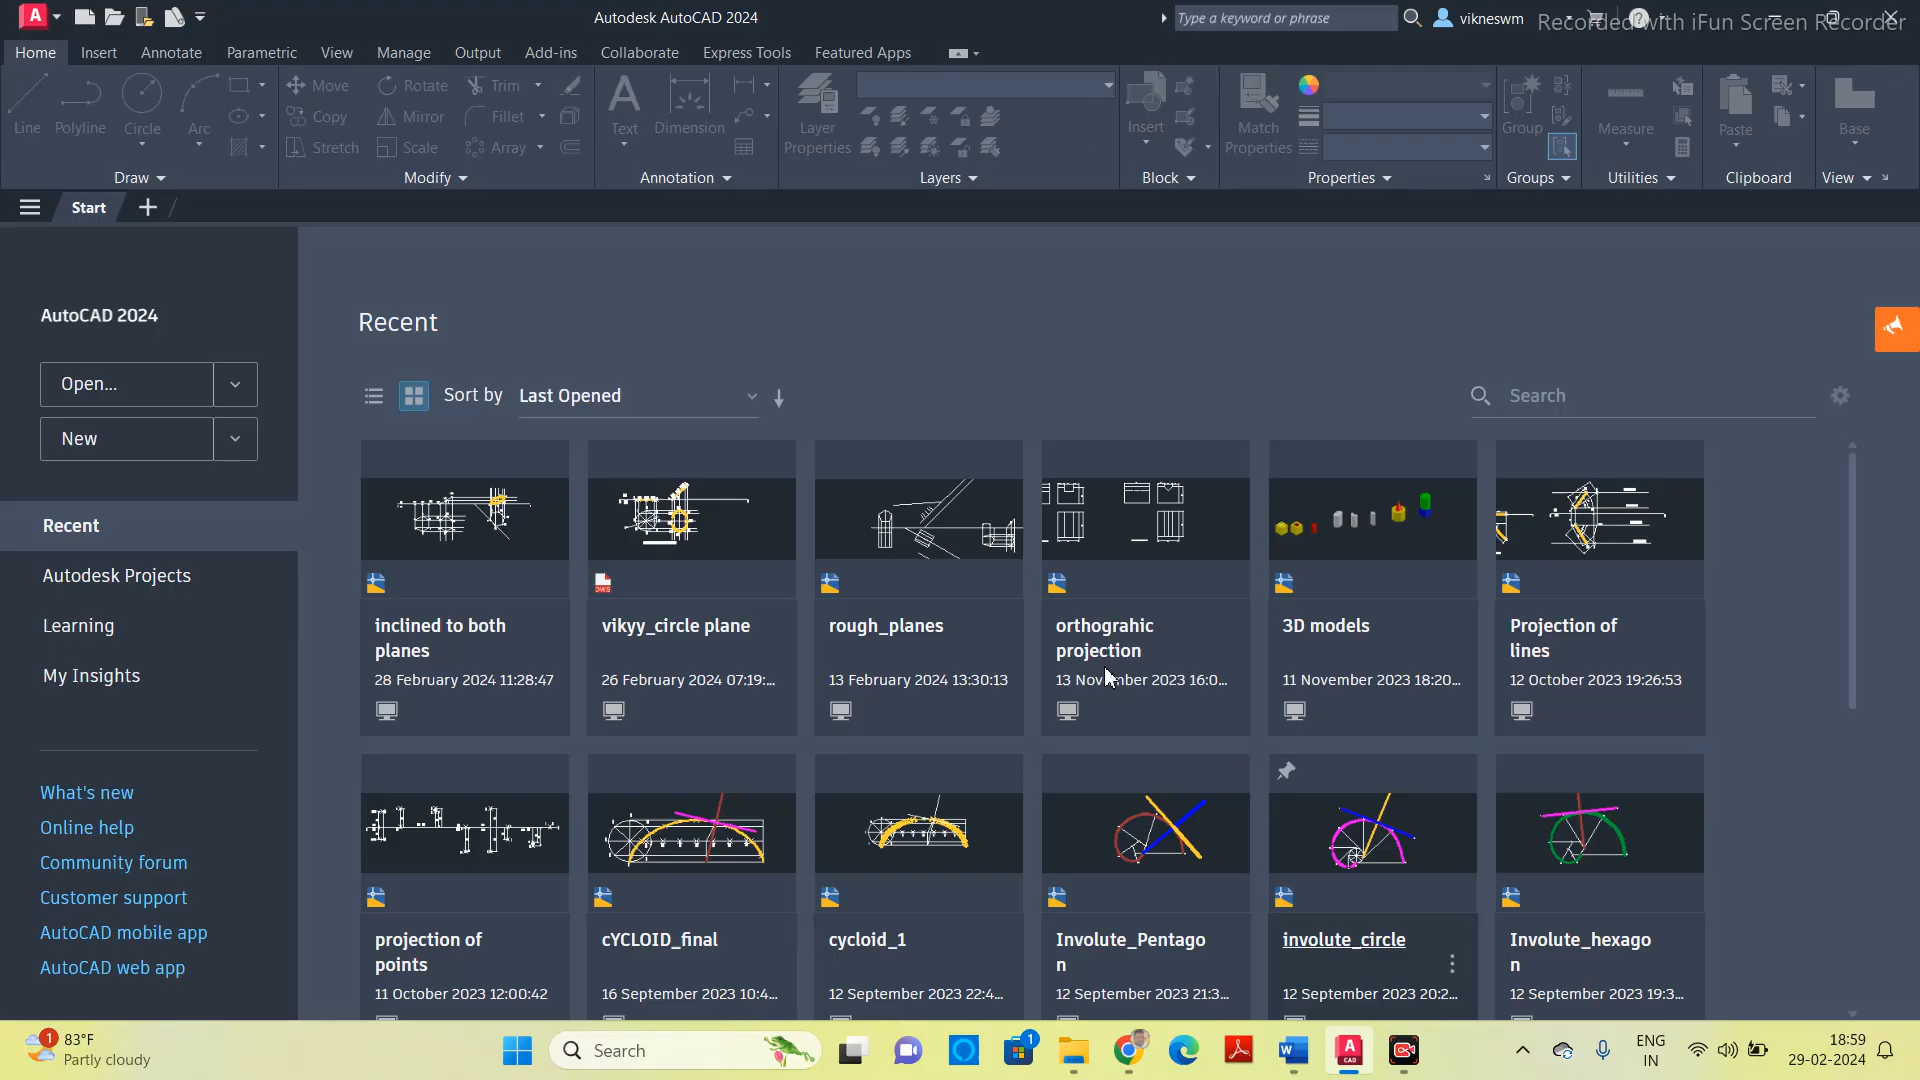 Autodesk AutoCAD 2024
Type a keyword or phrase
vikneswm
Recorded with iFun Screen Recorder
Home Insert Annotate Parametric View Manage Output Add-ins Collaborate Express Tools Featured Apps
Line Polyline Circle Arc
Move Rotate Trim
Copy Mirror Fillet
Stretch Scale Array
Text Dimension
Layer Properties
Insert
Match Properties
Group
Measure
Paste
Base
Draw Modify Annotation Layers Block Properties Groups Utilities Clipboard View
Start
AutoCAD 2024
Open...
New
Recent
Autodesk Projects
Learning
My Insights
What's new
Online help
Community forum
Customer support
AutoCAD mobile app
AutoCAD web app
Recent
Sort by Last Opened
Search
inclined to both
planes
28 February 2024 11:28:47
DWS
vikyy_circle plane
26 February 2024 07:19:...
rough_planes
13 February 2024 13:30:13
orthograhic
projection
13 November 2023 16:0...
3D models
11 November 2023 18:20...
Projection of
lines
12 October 2023 19:26:53
projection of
points
11 October 2023 12:00:42
cYCLOID_final
16 September 2023 10:4...
cycloid_1
12 September 2023 22:4...
Involute_Pentago
n
12 September 2023 21:3...
involute_circle
12 September 2023 20:2...
Involute_hexago
n
12 September 2023 19:3...
1
83°F
Partly cloudy
Search
1
A
CAD
ENG
IN
18:59
29-02-2024